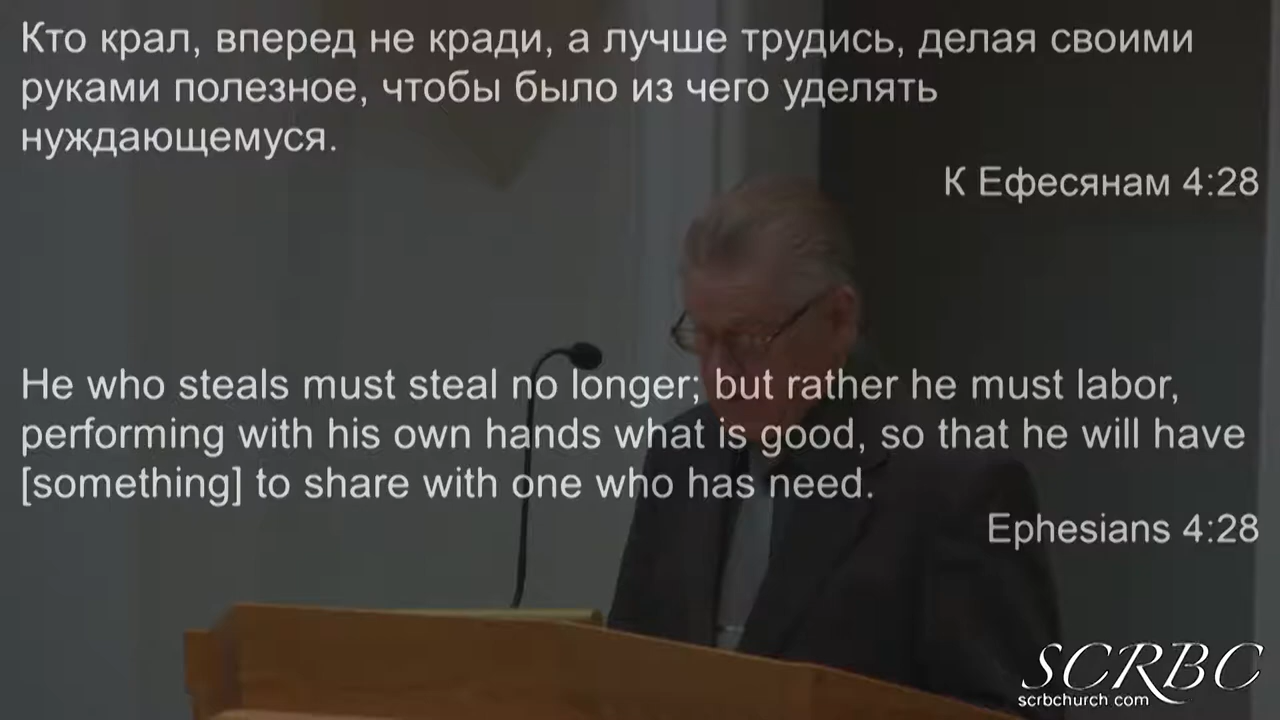 Кто крал, вперед не кради, а лучше трудись, делая своими
руками полезное, чтобы было из чего уделять
нуждающемуся.
К Ефесянам 4:28
He who steals must steal no longer; but rather he must labor,
performing with his own hands what is good, so that he will have
[something] to share with one who has need.
Ephesians 4:28
SCRBC
scrbchurch com